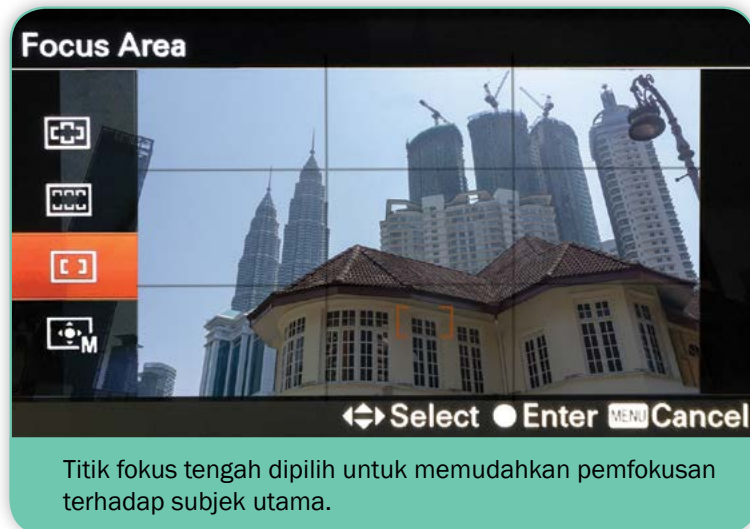 Focus Area
M
Select Enter MENU Cancel
Titik fokus tengah dipilih untuk memudahkan pemfokusan
terhadap subjek utama.